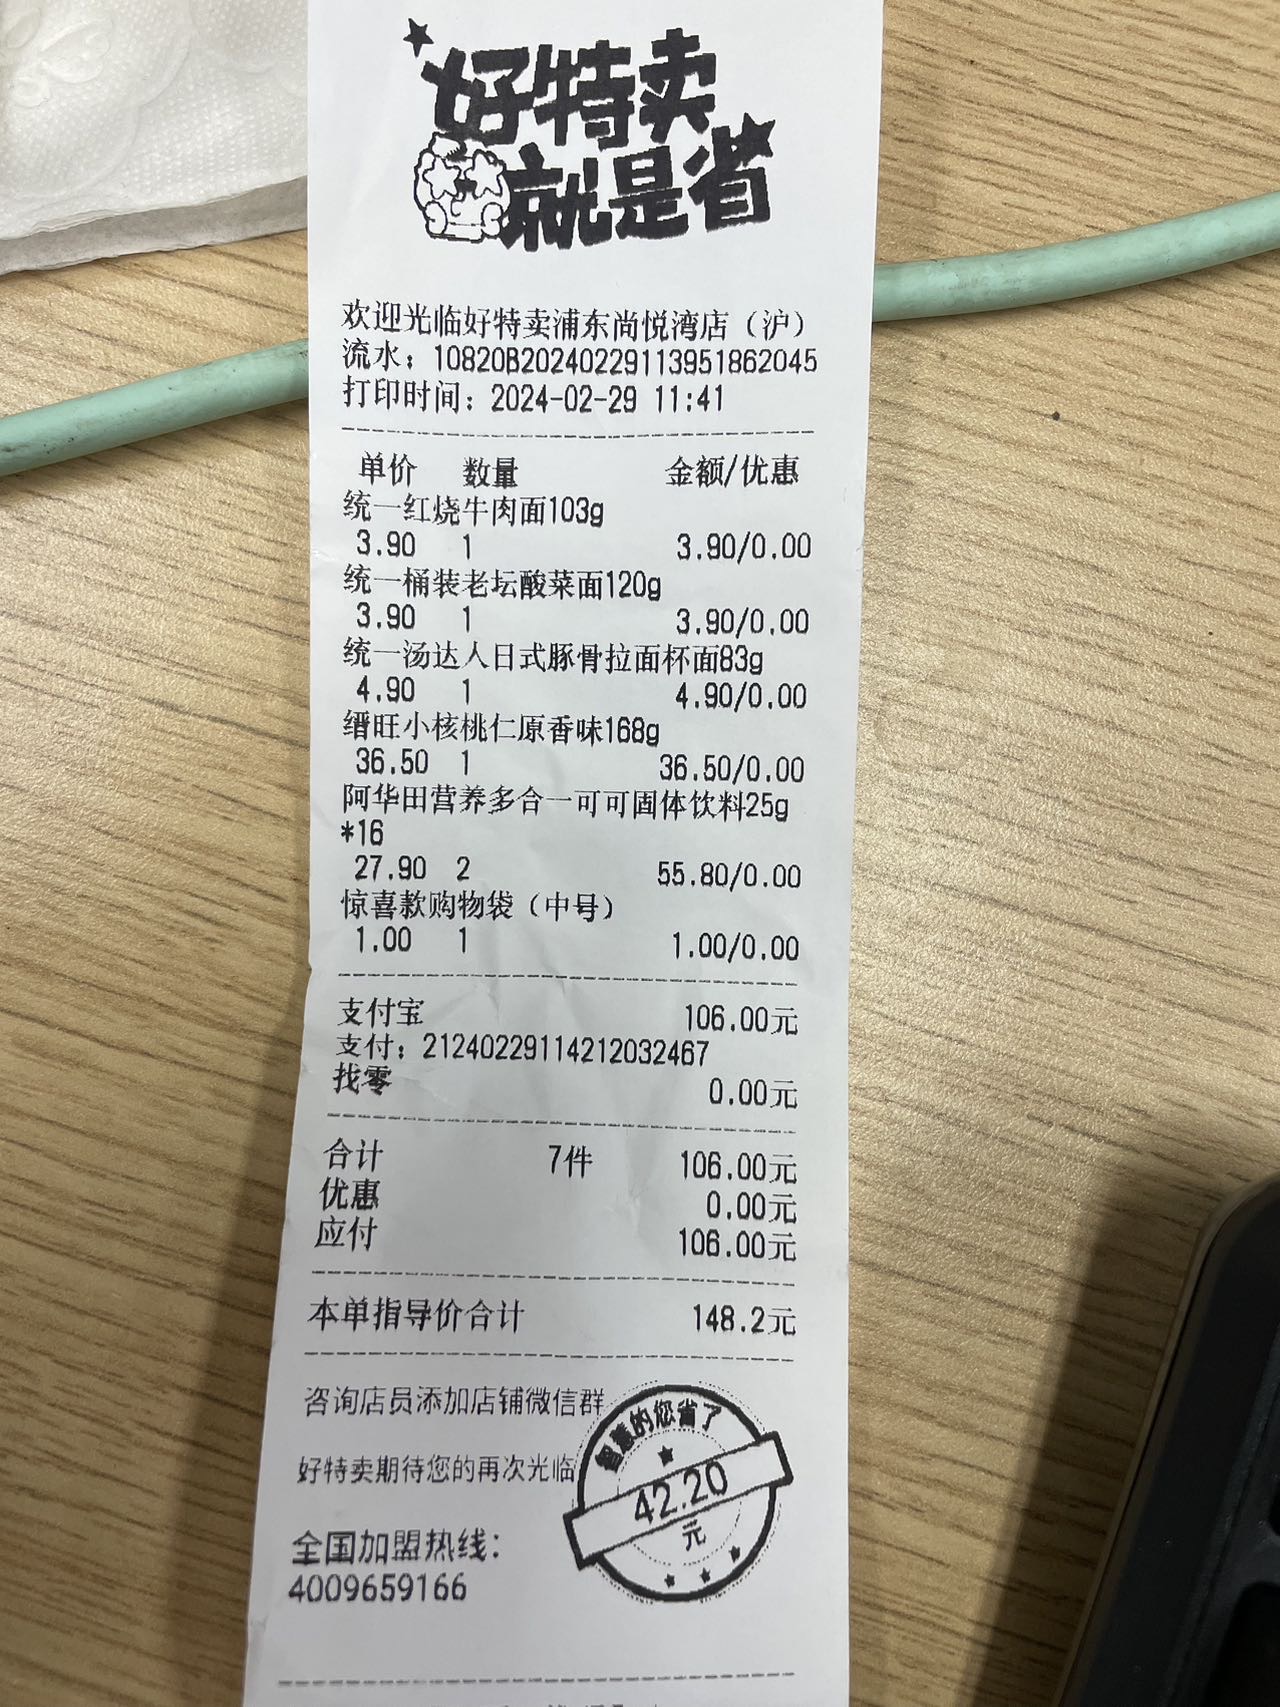 好特卖
就是省
欢迎光临好特卖浦东尚悦湾店（沪）
流水：10820B20240229113951862045
打印时间：2024-02-29 11:41
单价 数量 金额/优惠
统一红烧牛肉面103g
3.90 1 3.90/0.00
统一桶装老坛酸菜面120g
3.90 1 3.90/0.00
统一汤达人日式豚骨拉面杯面83g
4.90 1 4.90/0.00
缙旺小核桃仁原香味168g
36.50 1 36.50/0.00
阿华田营养多合一可可固体饮料25g
*16
27.90 2 55.80/0.00
惊喜款购物袋（中号）
1.00 1 1.00/0.00
支付宝 106.00元
支付：21240229114212032467
找零 0.00元
合计 7件 106.00元
优惠 0.00元
应付 106.00元
本单指导价合计 148.2元
咨询店员添加店铺微信群
好特卖期待您的再次光临
智慧的您省了
42.20
元
全国加盟热线：
4009659166